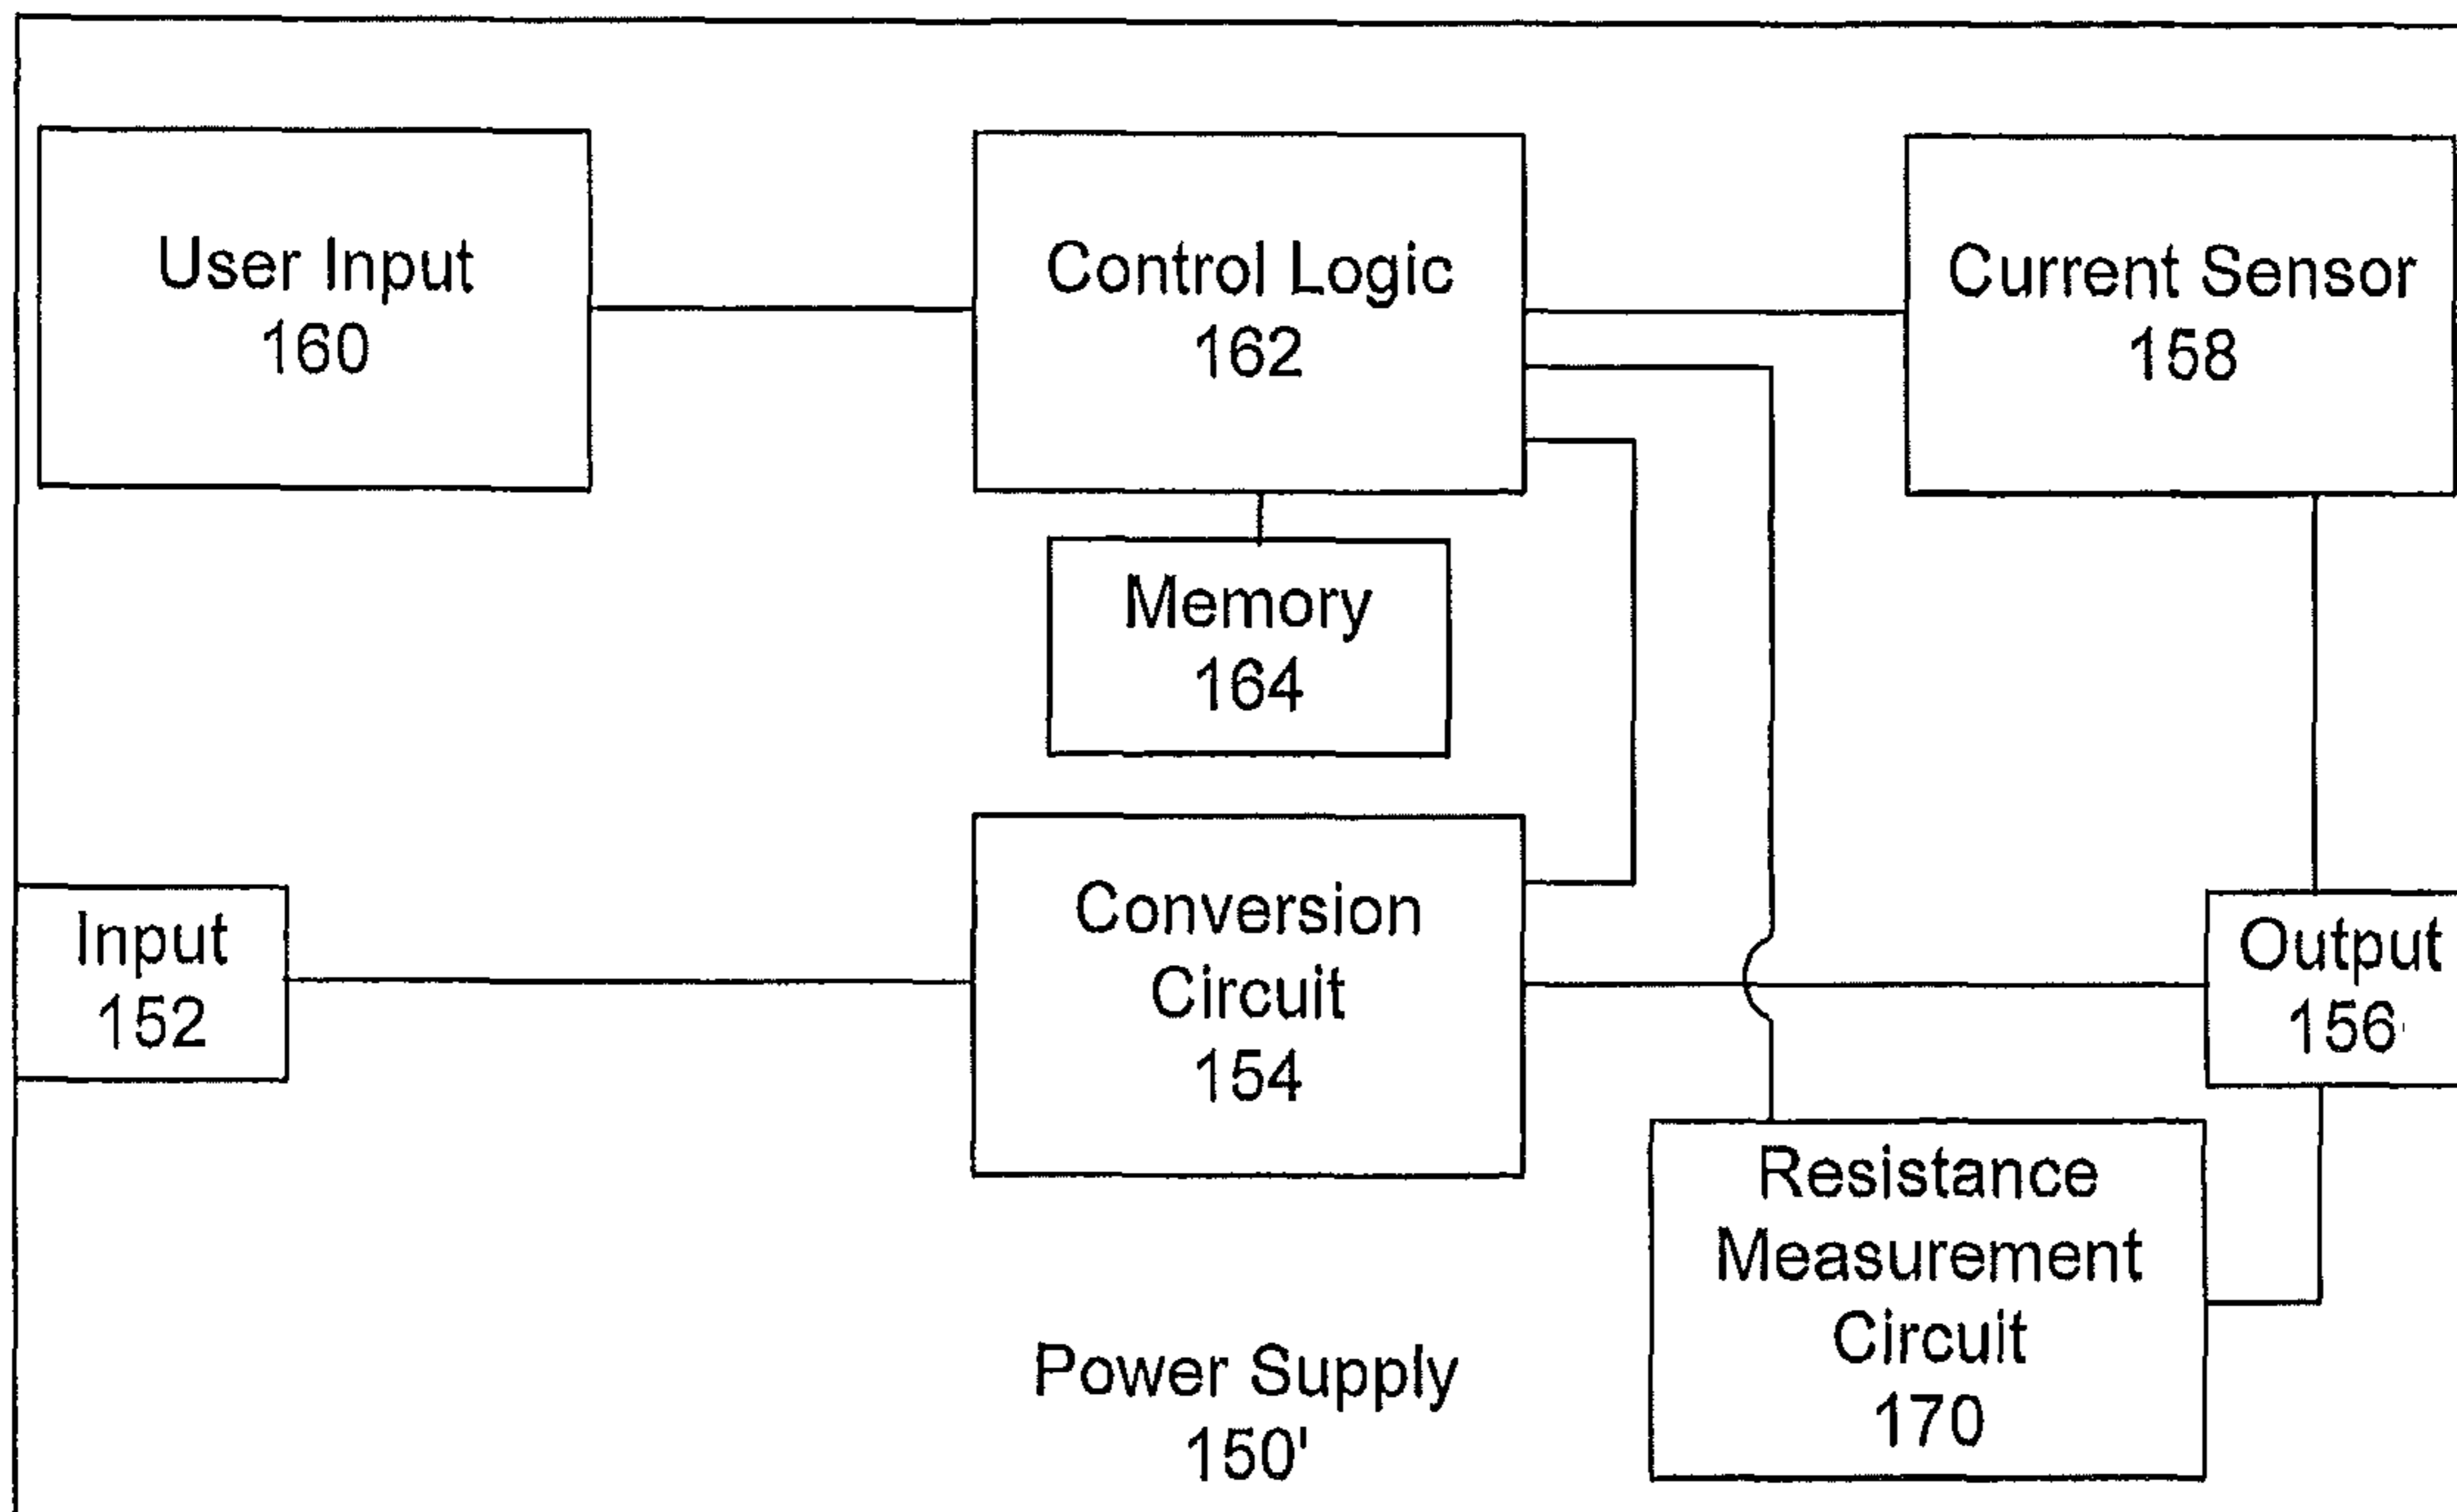 User Input
160
Control Logic
162
Current Sensor
158
Memory
164
Input
152
Conversion
Circuit
154
Output
156
Resistance
Measurement
Circuit
170
Power Supply
150'